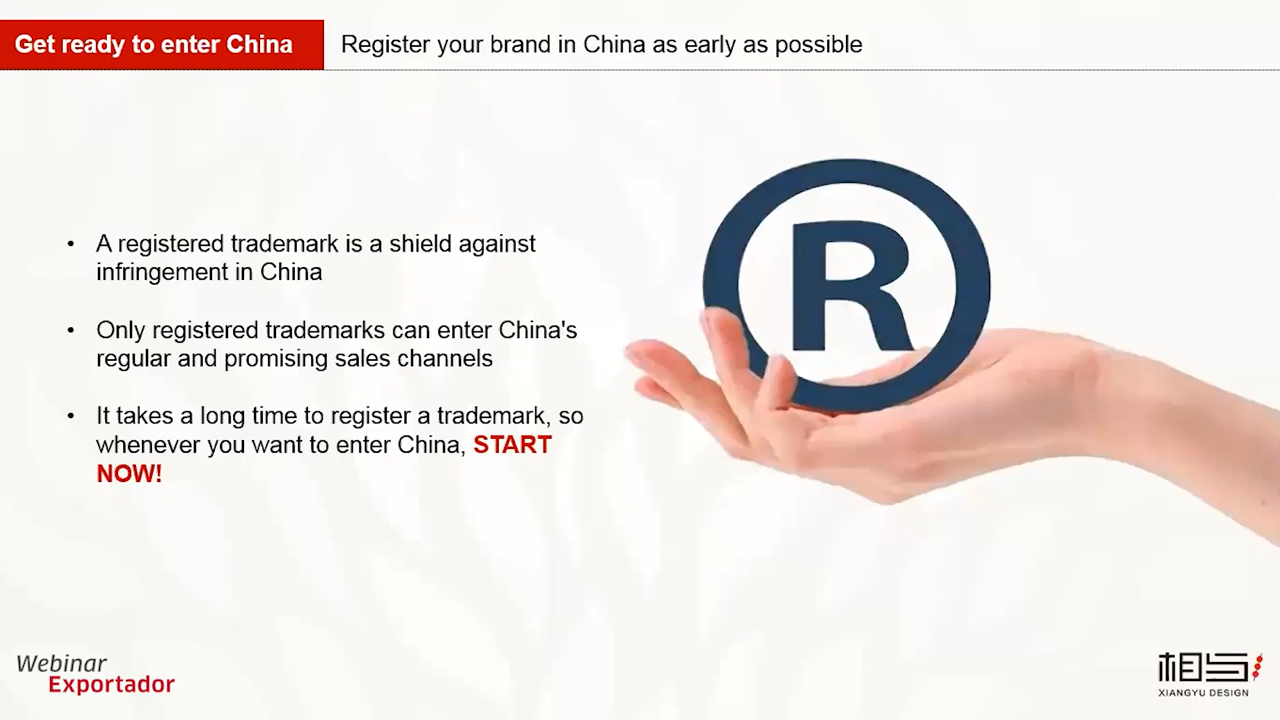 Get ready to enter China
Register your brand in China as early as possible
R
• A registered trademark is a shield against
infringement in China
• Only registered trademarks can enter China's
regular and promising sales channels
• It takes a long time to register a trademark, so
whenever you want to enter China, START
NOW!
Webinar
Exportador
相与
XIANGYU DESIGN